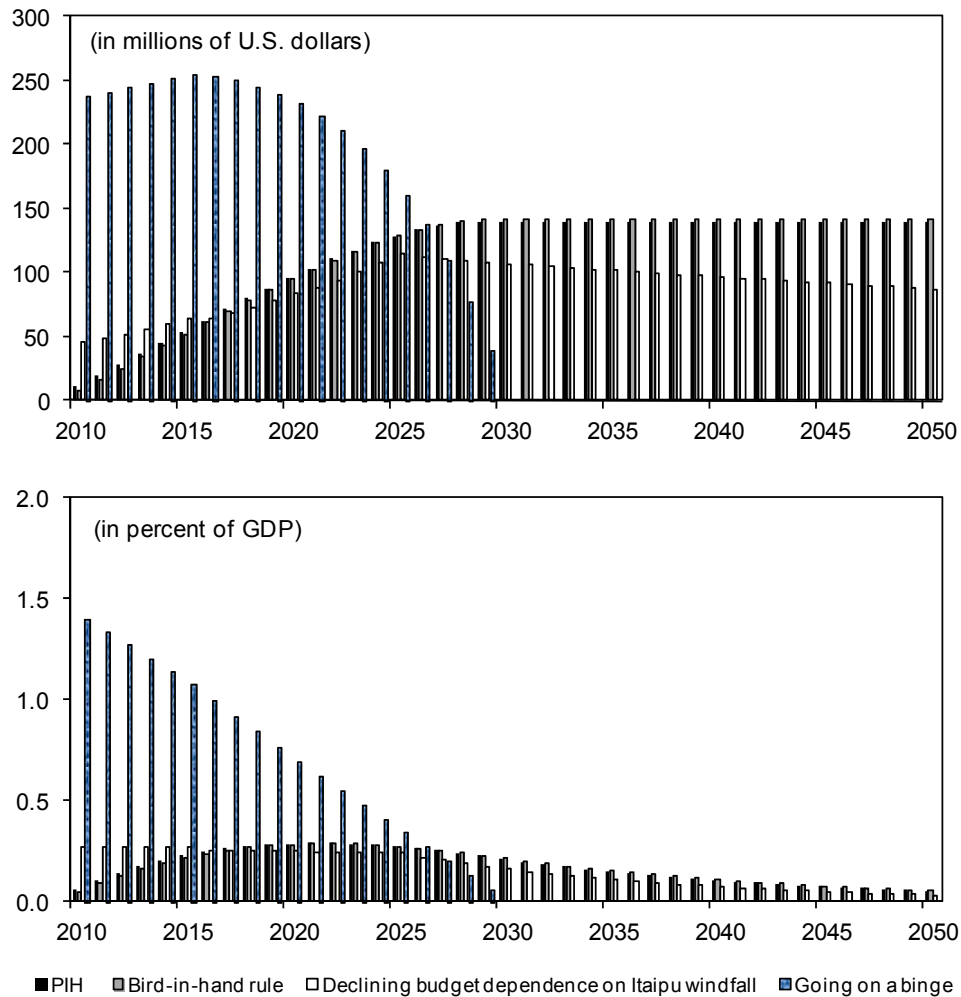 300
(in millions of U.S. dollars)
250
200
150
100
50
0
2010 2015 2020 2025 2030 2035 2040 2045 2050
2.0
(in percent of GDP)
1.5
1.0
0.5
0.0
2010 2015 2020 2025 2030 2035 2040 2045 2050
PIH Bird-in-hand rule Declining budget dependence on Itaipu windfall Going on a binge